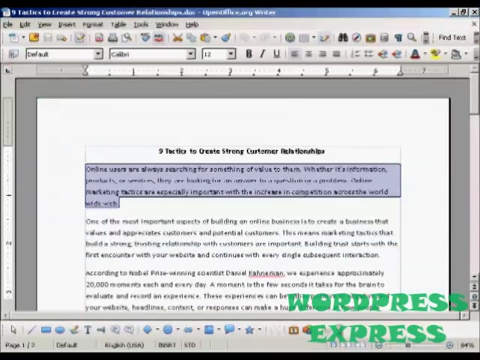 9 Tactics to Create Strong Customer Relationships.doc - OpenOffice.org Writer
File Edit View Insert Format Table Tools Window Help
Find Text
Default Calibri 12
9 Tactics to Create Strong Customer Relationships
Online users are always searching for something of value to them. Whether it's information,
products, or services, they are looking for an answer to a question or a problem. Online
marketing tactics are especially important with the increase in competition across the world
wide web.
One of the most important aspects of building an online business is to create a business that
values and appreciates customers and potential customers. This means marketing tactics that
build a strong, trusting relationship with customers are important. Building trust starts with the
first encounter with your website and continues with every single subsequent interaction.
According to Nobel Prize-winning scientist Daniel Kahneman, we experience approximately
20,000 moments each and every day. A moment is the few seconds it takes for the brain to
evaluate and record an experience. These experiences can be
your website, headlines, content, or responses can make a huge
WORDPRESS
EXPRESS
Page 1 / 3 Default INSRT STD 84%